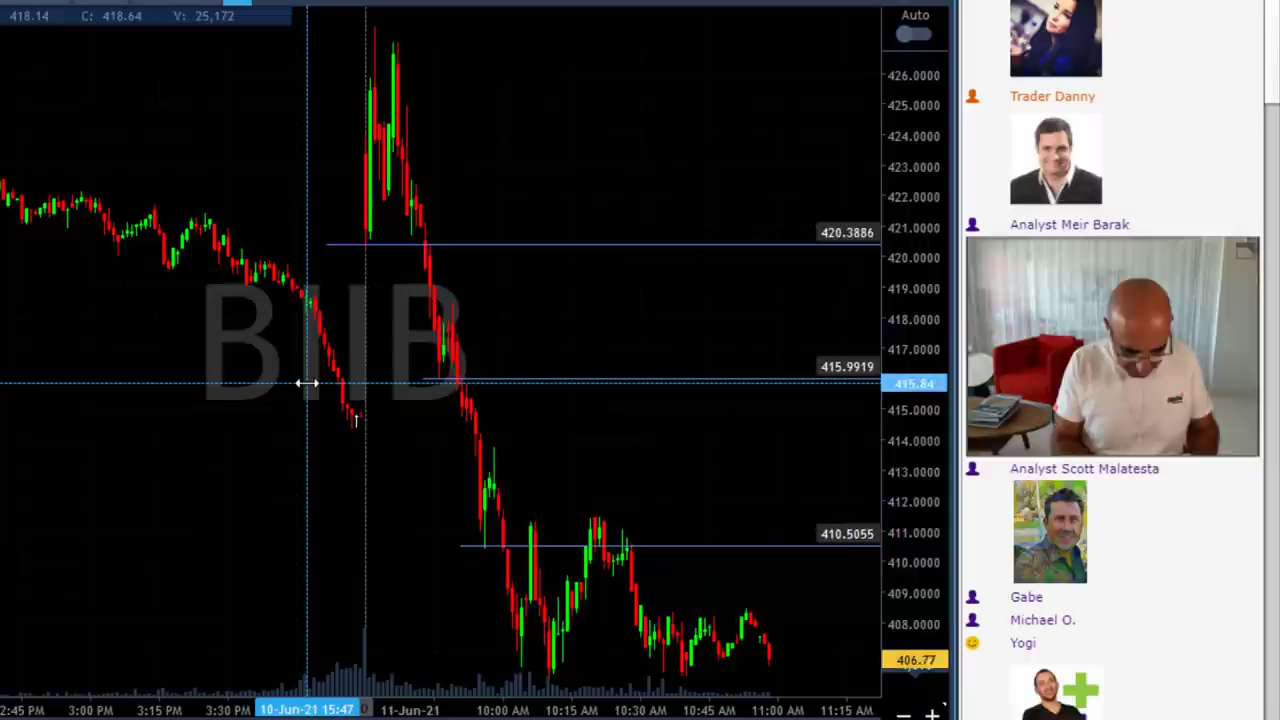 418.14 C: 418.64 V: 25,172
Auto
426.0000
425.0000
424.0000
423.0000
422.0000
421.0000
420.3886
420.0000
419.0000
418.0000
417.0000
415.9919
415.84
415.0000
414.0000
413.0000
412.0000
411.0000
410.5055
410.0000
409.0000
408.0000
406.77
BIIB
2:45 PM 3:00 PM 3:15 PM 3:30 PM 10-Jun-21 15:47 11-Jun-21 10:00 AM 10:15 AM 10:30 AM 10:45 AM 11:00 AM 11:15 AM
Trader Danny
Analyst Meir Barak
Analyst Scott Malatesta
Gabe
Michael O.
Yogi